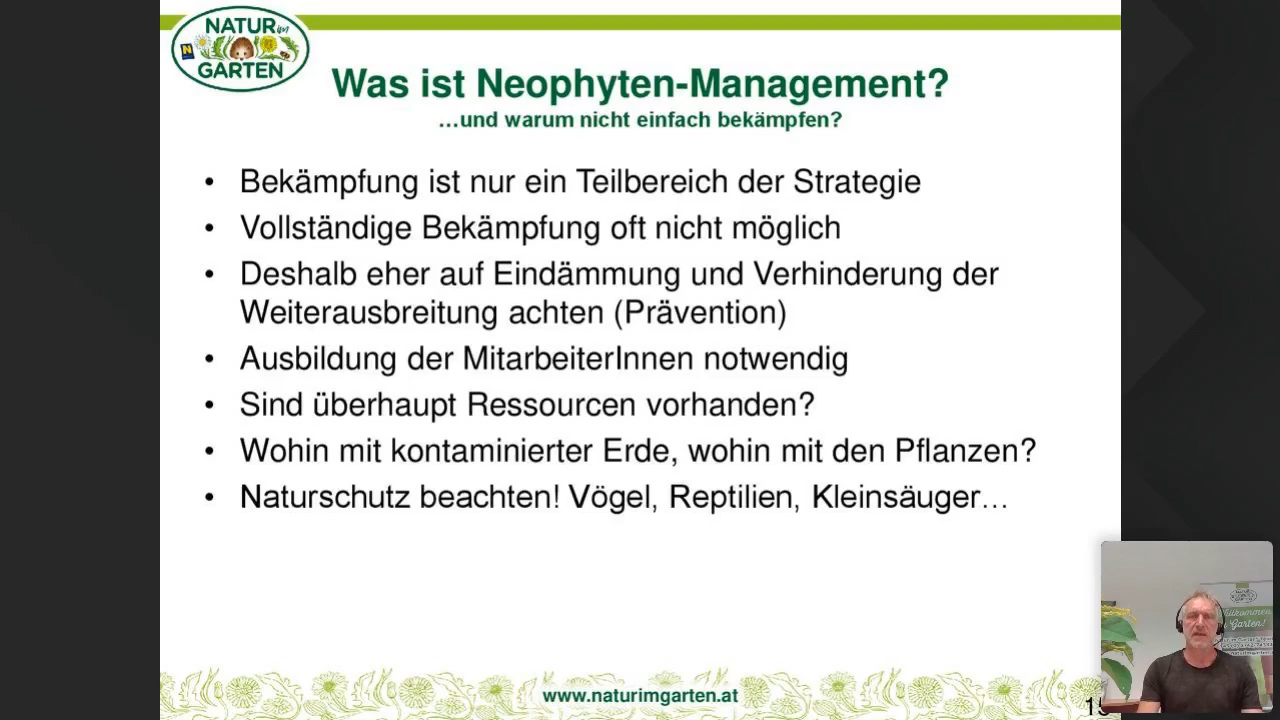 NATUR im
GARTEN
Was ist Neophyten-Management?
…und warum nicht einfach bekämpfen?
• Bekämpfung ist nur ein Teilbereich der Strategie
• Vollständige Bekämpfung oft nicht möglich
• Deshalb eher auf Eindämmung und Verhinderung der
Weiterausbreitung achten (Prävention)
• Ausbildung der MitarbeiterInnen notwendig
• Sind überhaupt Ressourcen vorhanden?
• Wohin mit kontaminierter Erde, wohin mit den Pflanzen?
• Naturschutz beachten! Vögel, Reptilien, Kleinsäuger…
www.naturimgarten.at